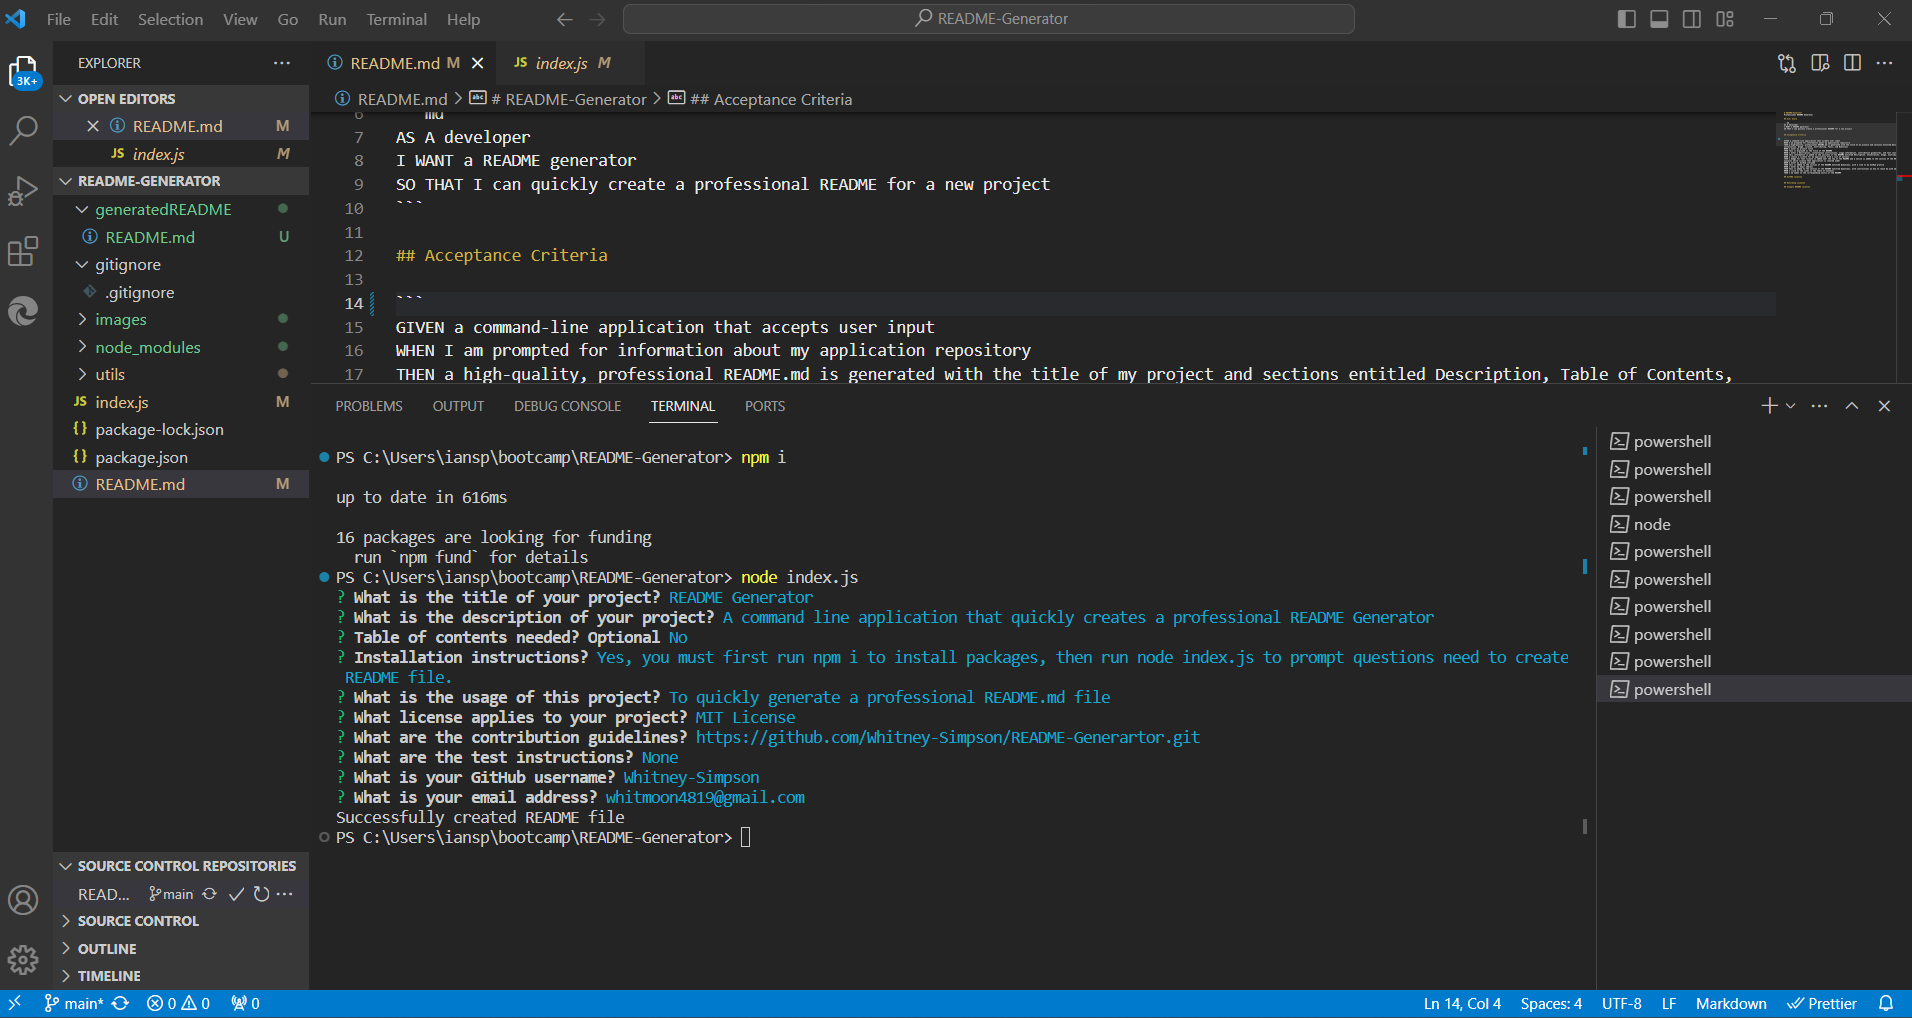 File Edit Selection View Go Run Terminal Help
README-Generator
3K+
EXPLORER
OPEN EDITORS
README.md M
JS index.js M
README-GENERATOR
generatedREADME
README.md U
gitignore
.gitignore
images
node_modules
utils
JS index.js M
{} package-lock.json
{} package.json
README.md M
SOURCE CONTROL REPOSITORIES
READ... main
SOURCE CONTROL
OUTLINE
TIMELINE
README.md M
JS index.js M
README.md > # README-Generator > ## Acceptance Criteria
6 ```md
7 AS A developer
8 I WANT a README generator
9 SO THAT I can quickly create a professional README for a new project
10 ```
11
12 ## Acceptance Criteria
13
14 ```
15 GIVEN a command-line application that accepts user input
16 WHEN I am prompted for information about my application repository
17 THEN a high-quality, professional README.md is generated with the title of my project and sections entitled Description, Table of Contents,
PROBLEMS OUTPUT DEBUG CONSOLE TERMINAL PORTS
PS C:\Users\iansp\bootcamp\README-Generator> npm i
up to date in 616ms
16 packages are looking for funding
run `npm fund` for details
PS C:\Users\iansp\bootcamp\README-Generator> node index.js
? What is the title of your project? README Generator
? What is the description of your project? A command line application that quickly creates a professional README Generator
? Table of contents needed? Optional No
? Installation instructions? Yes, you must first run npm i to install packages, then run node index.js to prompt questions need to create
README file.
? What is the usage of this project? To quickly generate a professional README.md file
? What license applies to your project? MIT License
? What are the contribution guidelines? https://github.com/Whitney-Simpson/README-Generartor.git
? What are the test instructions? None
? What is your GitHub username? Whitney-Simpson
? What is your email address? whitmoon4819@gmail.com
Successfully created README file
PS C:\Users\iansp\bootcamp\README-Generator>
powershell
powershell
powershell
node
powershell
powershell
powershell
powershell
powershell
powershell
main* 0 0 0
Ln 14, Col 4 Spaces: 4 UTF-8 LF Markdown Prettier